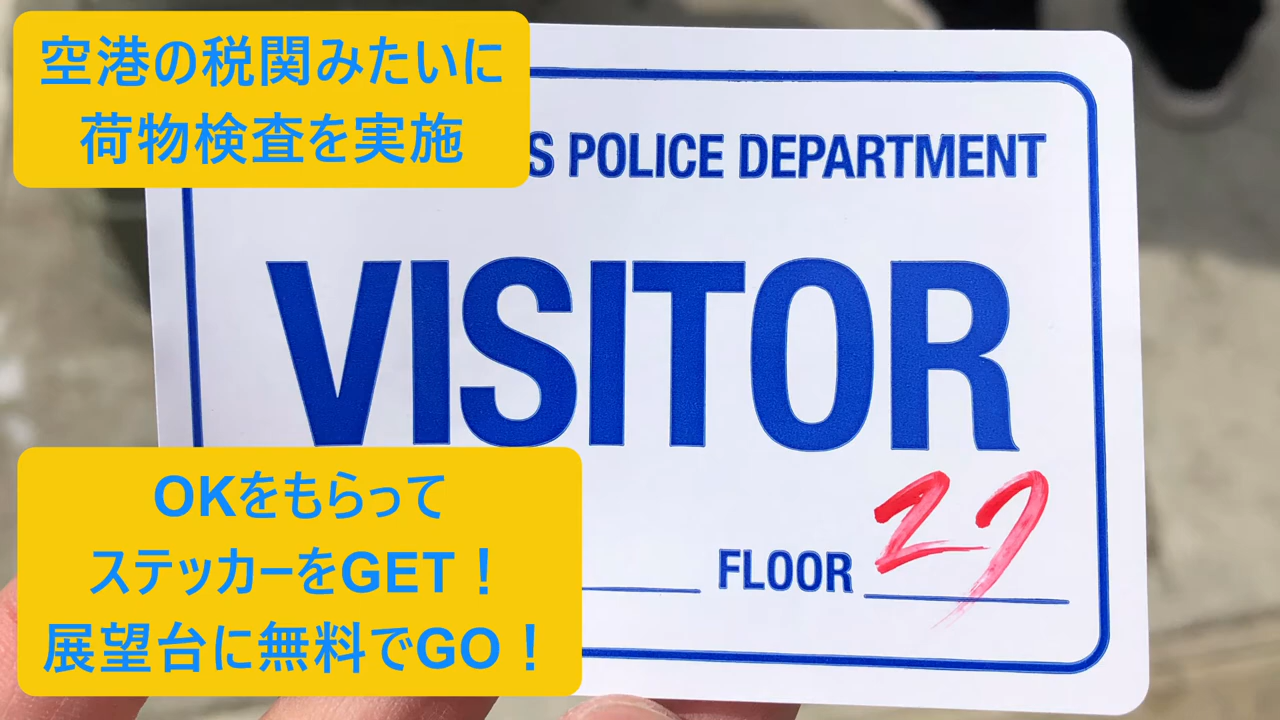 空港の税関みたいに
荷物検査を実施
S POLICE DEPARTMENT
VISITOR
OKをもらって
ステッカーをGET！
展望台に無料でGO！
FLOOR 27